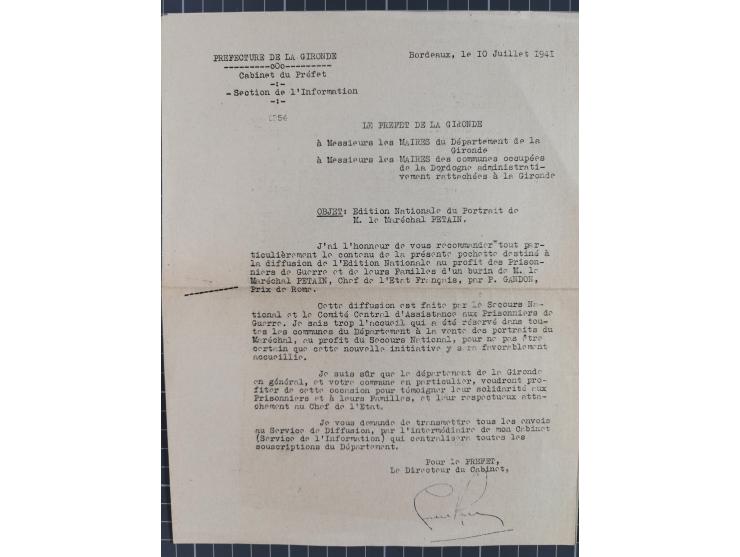 PREFECTURE DE LA GIRONDE
---------oOo---------
Cabinet du Préfet
-:-
-Section de l'Information
-:-
Bordeaux, le 10 Juillet 1941
LE PREFET DE LA GIRONDE
à Messieurs les MAIRES du Département de la
Gironde
à Messieurs les MAIRES des communes occupées
de la Dordogne administrati-
vement rattachées à la Gironde
OBJET: Edition Nationale du Portrait de
M. le Maréchal PETAIN.
J'ai l'honneur de vous recommander tout par-
ticulièrement le contenu de la présente pochette destiné à
la diffusion de l'Edition Nationale au profit des Prison-
niers de Guerre et de leurs Familles d'un burin de M. le
Maréchal PETAIN, Chef de l'Etat Français, par P. GANDON,
Prix de Rome.
Cette diffusion est faite par le Secours Na-
tional et le Comité Central d'Assistance aux Prisonniers de
Guerre. Je sais trop l'accueil qui a été réservé dans tou-
tes les communes du Département à la vente des portraits du
Maréchal, au profit du Secours National, pour ne pas être
certain que cette nouvelle initiative y sera favorablement
accueillie.
Je suis sûr que le département de la Gironde
en général, et votre commune en particulier, voudront pro-
fiter de cette occasion pour témoigner leur solidarité aux
Prisonniers et à leurs Familles, et leur respectueux atta-
chement au Chef de l'Etat.
Je vous demande de transmettre tous les envois
au Service de Diffusion, par l'intermédiaire de mon Cabinet
(Service de l'Information) qui centralisera toutes les
souscriptions du Département.
Pour le PREFET,
Le Directeur du Cabinet,